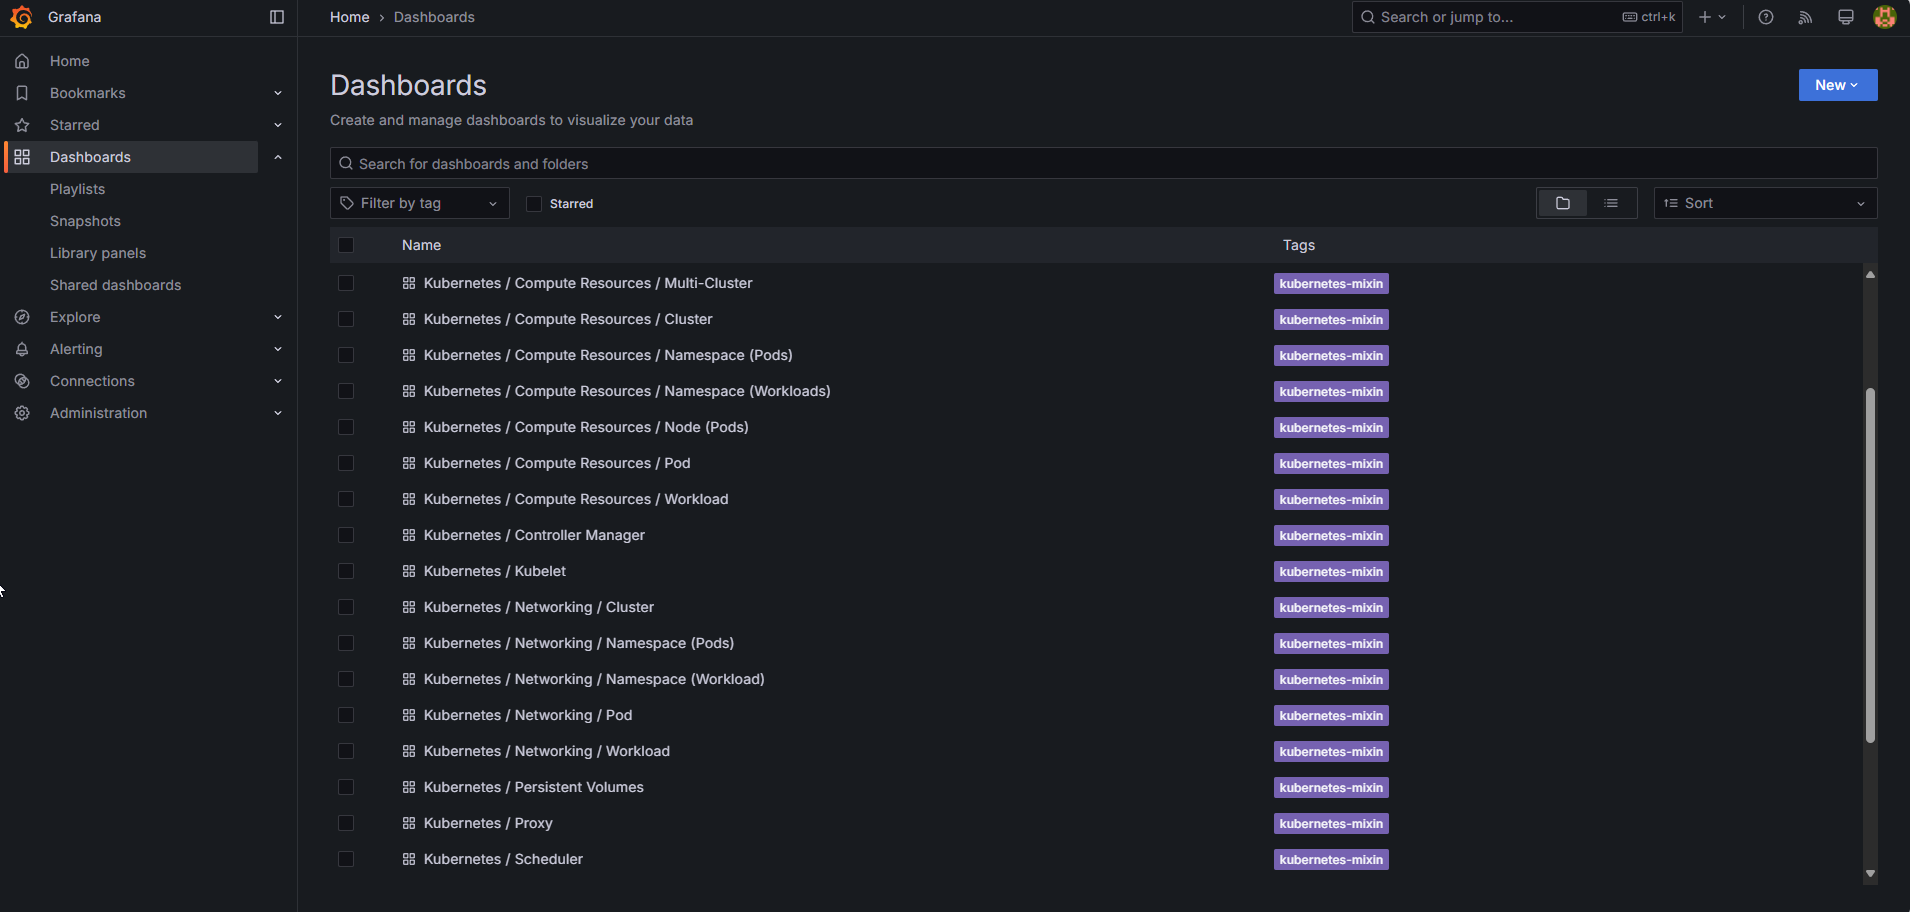 Grafana
Home › Dashboards
Search or jump to...
ctrl+k
Home
Bookmarks
Starred
Dashboards
Playlists
Snapshots
Library panels
Shared dashboards
Explore
Alerting
Connections
Administration
Dashboards
New
Create and manage dashboards to visualize your data
Search for dashboards and folders
Filter by tag
Starred
Sort
Name Tags
Kubernetes / Compute Resources / Multi-Cluster kubernetes-mixin
Kubernetes / Compute Resources / Cluster kubernetes-mixin
Kubernetes / Compute Resources / Namespace (Pods) kubernetes-mixin
Kubernetes / Compute Resources / Namespace (Workloads) kubernetes-mixin
Kubernetes / Compute Resources / Node (Pods) kubernetes-mixin
Kubernetes / Compute Resources / Pod kubernetes-mixin
Kubernetes / Compute Resources / Workload kubernetes-mixin
Kubernetes / Controller Manager kubernetes-mixin
Kubernetes / Kubelet kubernetes-mixin
Kubernetes / Networking / Cluster kubernetes-mixin
Kubernetes / Networking / Namespace (Pods) kubernetes-mixin
Kubernetes / Networking / Namespace (Workload) kubernetes-mixin
Kubernetes / Networking / Pod kubernetes-mixin
Kubernetes / Networking / Workload kubernetes-mixin
Kubernetes / Persistent Volumes kubernetes-mixin
Kubernetes / Proxy kubernetes-mixin
Kubernetes / Scheduler kubernetes-mixin